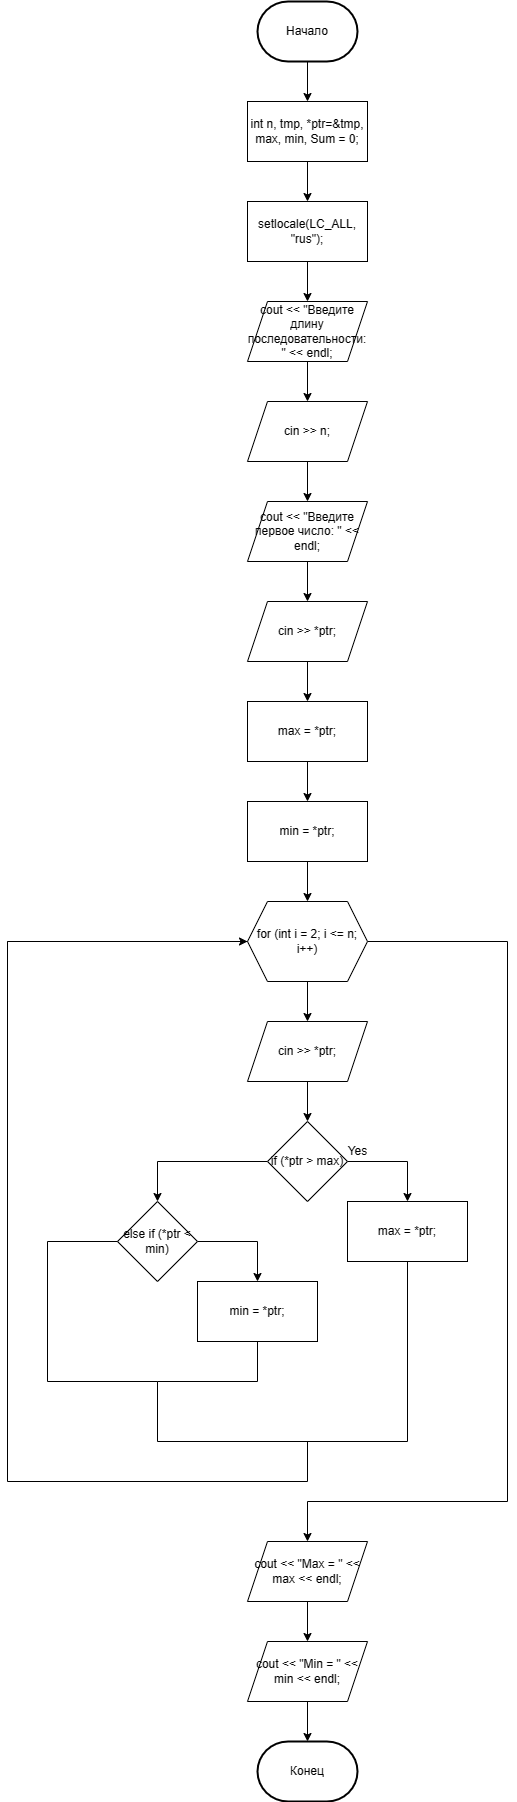 Начало
int n, tmp, *ptr=&tmp,
max, min, Sum = 0;
setlocale(LC_ALL,
"rus");
cout << "Введите
длину
последовательности:
" << endl;
cin >> n;
cout << "Введите
первое число: " <<
endl;
cin >> *ptr;
max = *ptr;
min = *ptr;
for (int i = 2; i <= n;
i++)
cin >> *ptr;
if (*ptr > max)
Yes
else if (*ptr <
min)
max = *ptr;
min = *ptr;
cout << "Max = " <<
max << endl;
cout << "Min = " <<
min << endl;
Конец